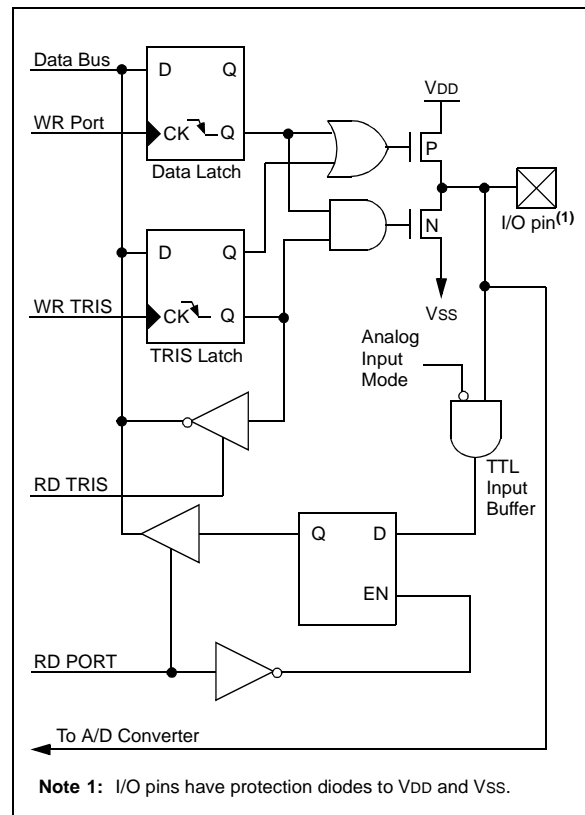 Data Bus
D
Q
VDD
WR Port
CK
Q
P
Data Latch
I/O pin(1)
D
Q
N
WR TRIS
CK
Q
VSS
TRIS Latch
Analog
Input
Mode
TTL
Input
Buffer
RD TRIS
Q
D
EN
RD PORT
To A/D Converter
Note 1: I/O pins have protection diodes to VDD and VSS.